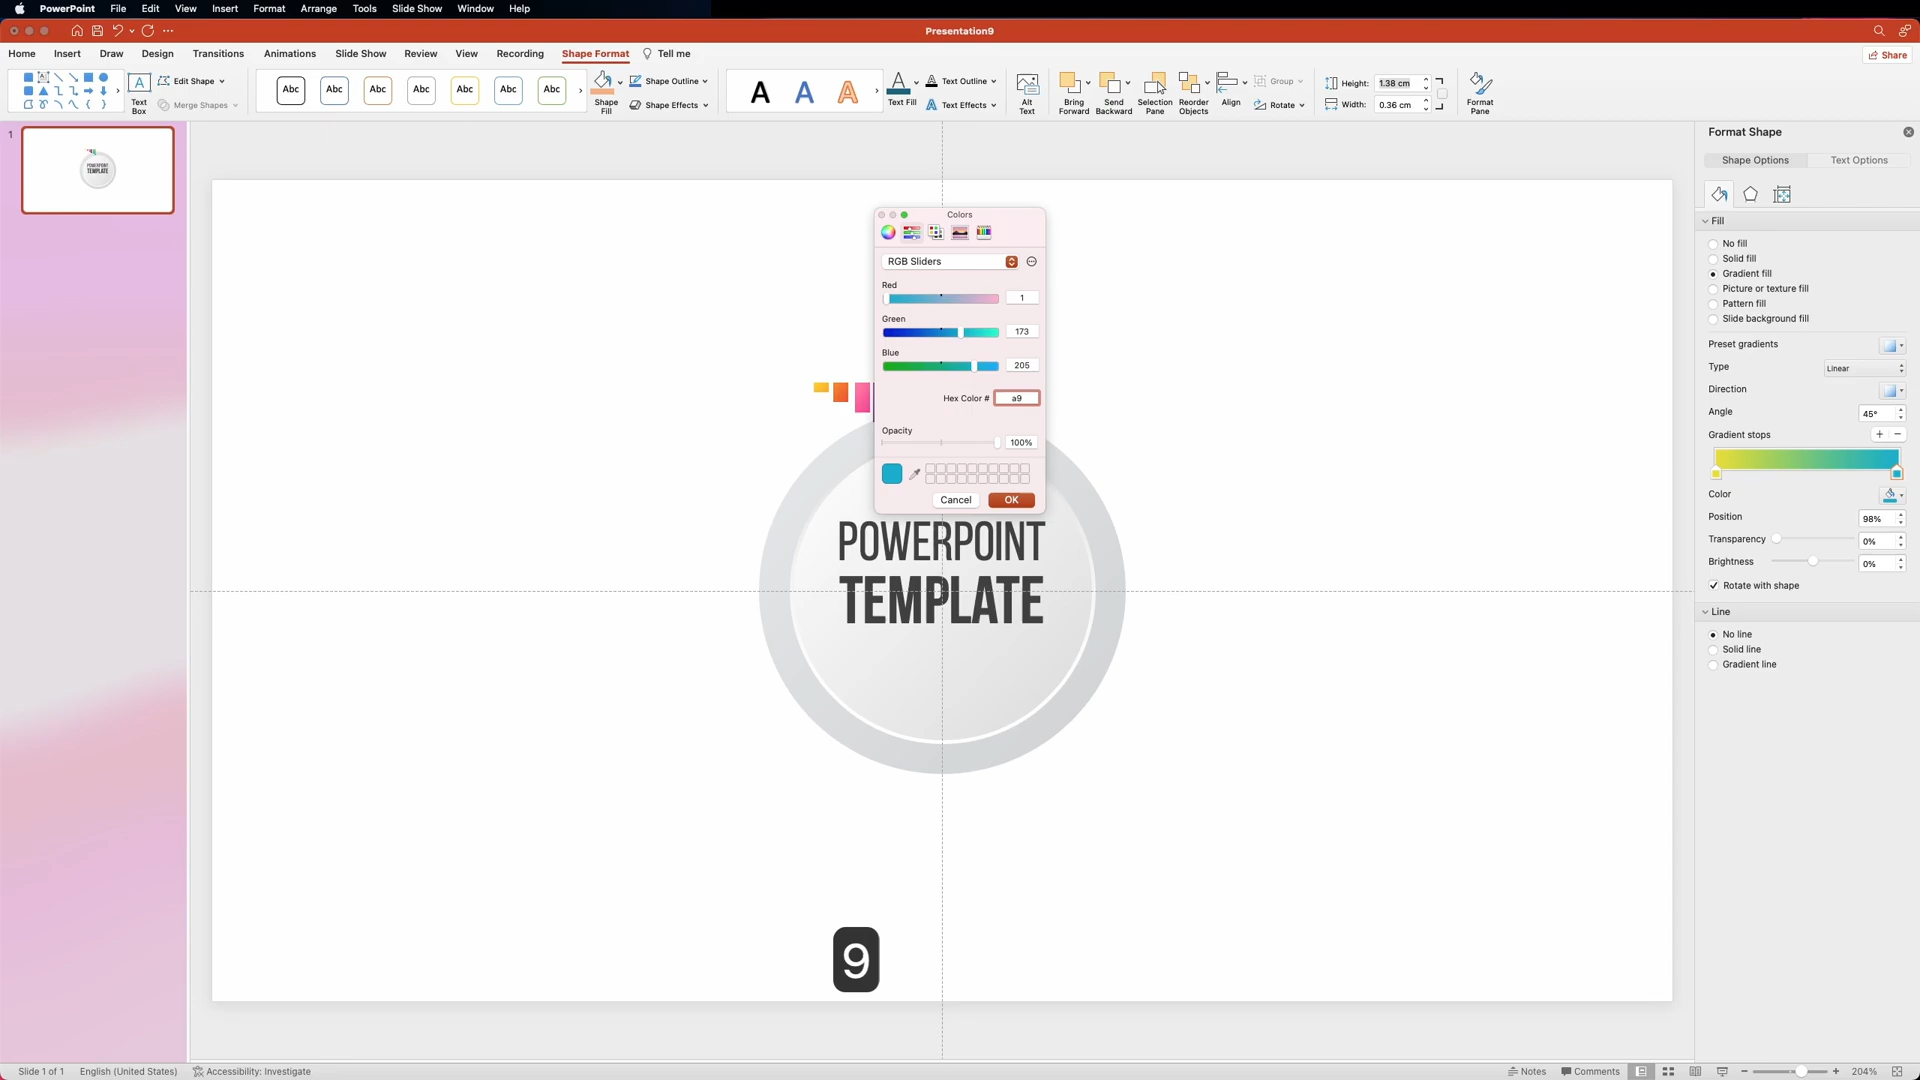 PowerPoint File Edit View Insert Format Arrange Tools Slide Show Window Help
Presentation9
Home Insert Draw Design Transitions Animations Slide Show Review View Recording Shape Format Tell me Share
Text Box
Edit Shape
Merge Shapes
Abc Abc Abc Abc Abc Abc Abc
Shape Fill
Shape Outline
Shape Effects
A A A
Text Fill
Text Outline
Text Effects
Alt Text
Bring Forward
Send Backward
Selection Pane
Reorder Objects
Align
Group
Rotate
Height: 1.38 cm
Width: 0.36 cm
Format Pane
1
POWERPOINT
TEMPLATE
Colors
RGB Sliders
Red
1
Green
173
Blue
205
Hex Color # a9
Opacity
100%
Cancel OK
POWERPOINT
TEMPLATE
9
Format Shape
Shape Options Text Options
Fill
No fill
Solid fill
Gradient fill
Picture or texture fill
Pattern fill
Slide background fill
Preset gradients
Type Linear
Direction
Angle 45°
Gradient stops
Color
Position 98%
Transparency 0%
Brightness 0%
Rotate with shape
Line
No line
Solid line
Gradient line
Slide 1 of 1 English (United States) Accessibility: Investigate Notes Comments 204%